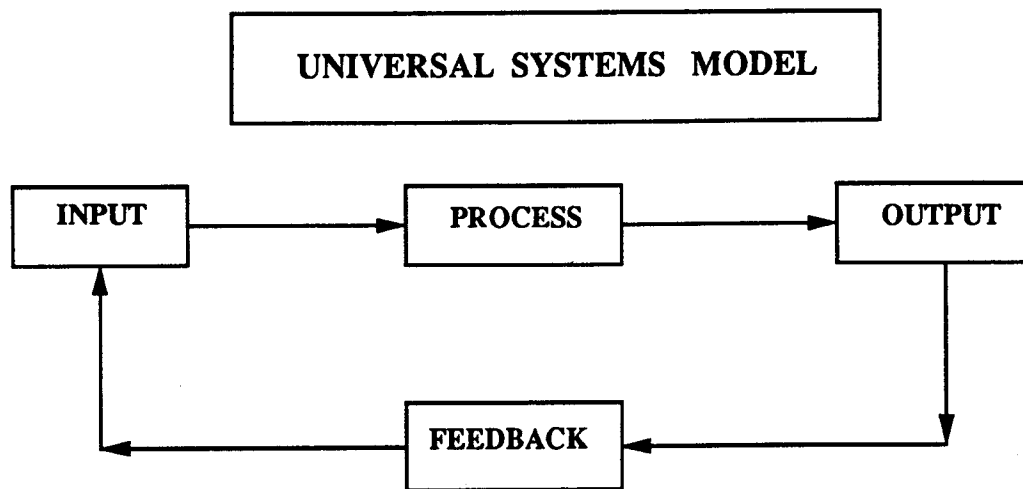 UNIVERSAL SYSTEMS MODEL
INPUT
PROCESS
OUTPUT
FEEDBACK